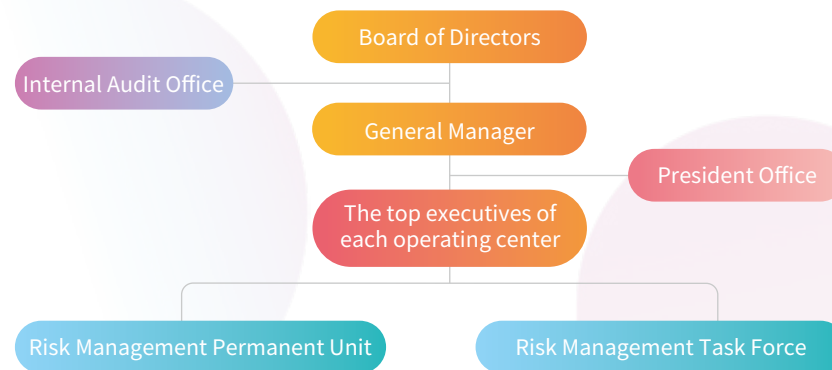 Board of Directors
Internal Audit Office
General Manager
President Office
The top executives of
each operating center
Risk Management Permanent Unit
Risk Management Task Force